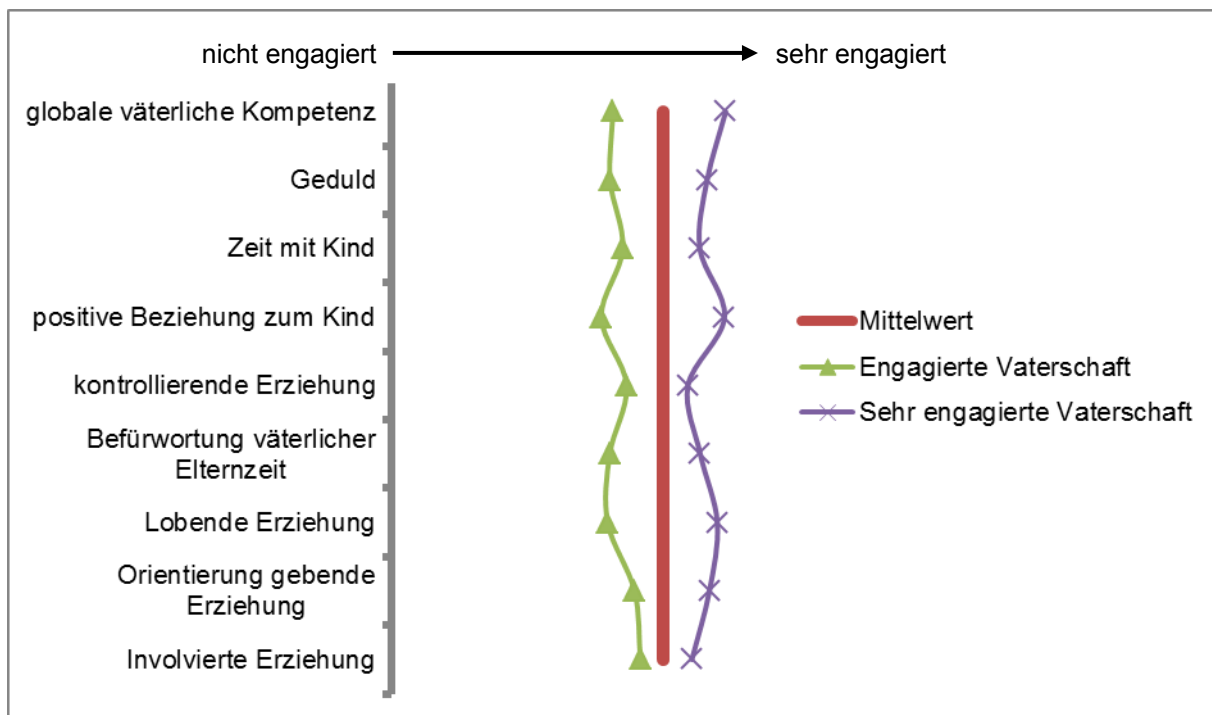 nicht engagiert
sehr engagiert
globale väterliche Kompetenz
Geduld
Zeit mit Kind
positive Beziehung zum Kind
kontrollierende Erziehung
Befürwortung väterlicher
Elternzeit
Lobende Erziehung
Orientierung gebende
Erziehung
Involvierte Erziehung
Mittelwert
Engagierte Vaterschaft
Sehr engagierte Vaterschaft